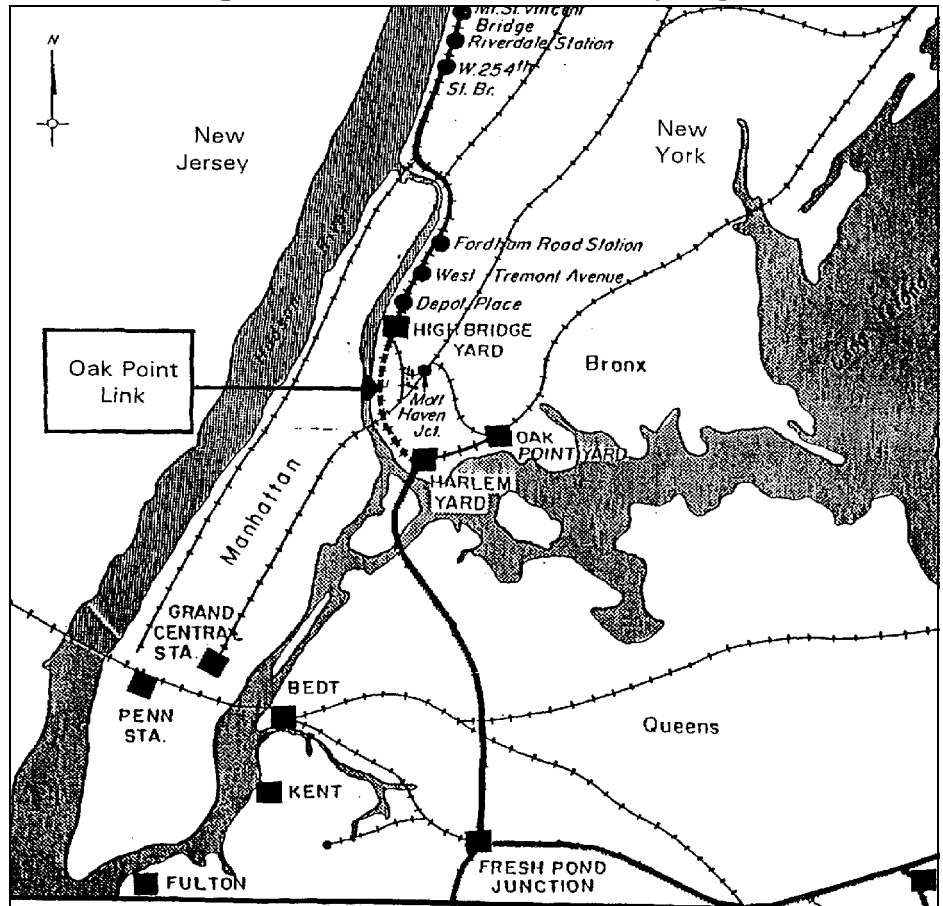 Mt. St. Vincent
Bridge
Riverdale Station
W. 254th
St. Br.
N
New
Jersey
New
York
Hudson
Fordham Road Station
West Tremont Avenue
Depot Place
HIGH BRIDGE
YARD
Oak Point
Link
Bronx
Mott
Haven
Jct.
OAK
POINT YARD
HARLEM
YARD
Manhattan
GRAND
CENTRAL
STA.
PENN
STA.
BEDT
Queens
KENT
FRESH POND
JUNCTION
FULTON